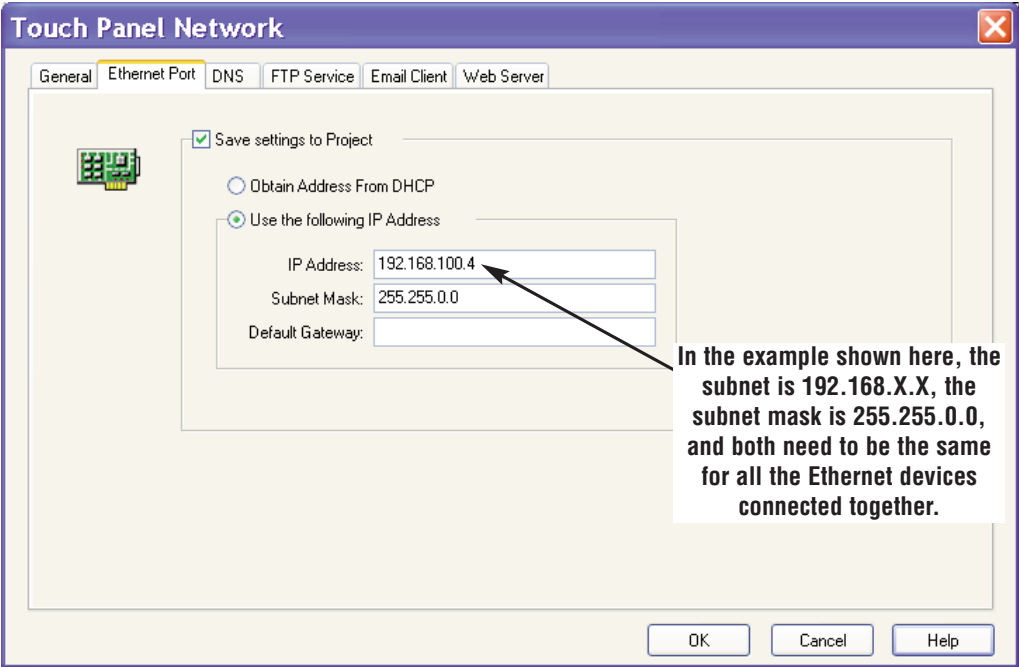 Touch Panel Network
General Ethernet Port DNS FTP Service Email Client Web Server
Save settings to Project
Obtain Address From DHCP
Use the following IP Address
IP Address: 192.168.100.4
Subnet Mask: 255.255.0.0
Default Gateway:
In the example shown here, the
subnet is 192.168.X.X, the
subnet mask is 255.255.0.0,
and both need to be the same
for all the Ethernet devices
connected together.
OK Cancel Help